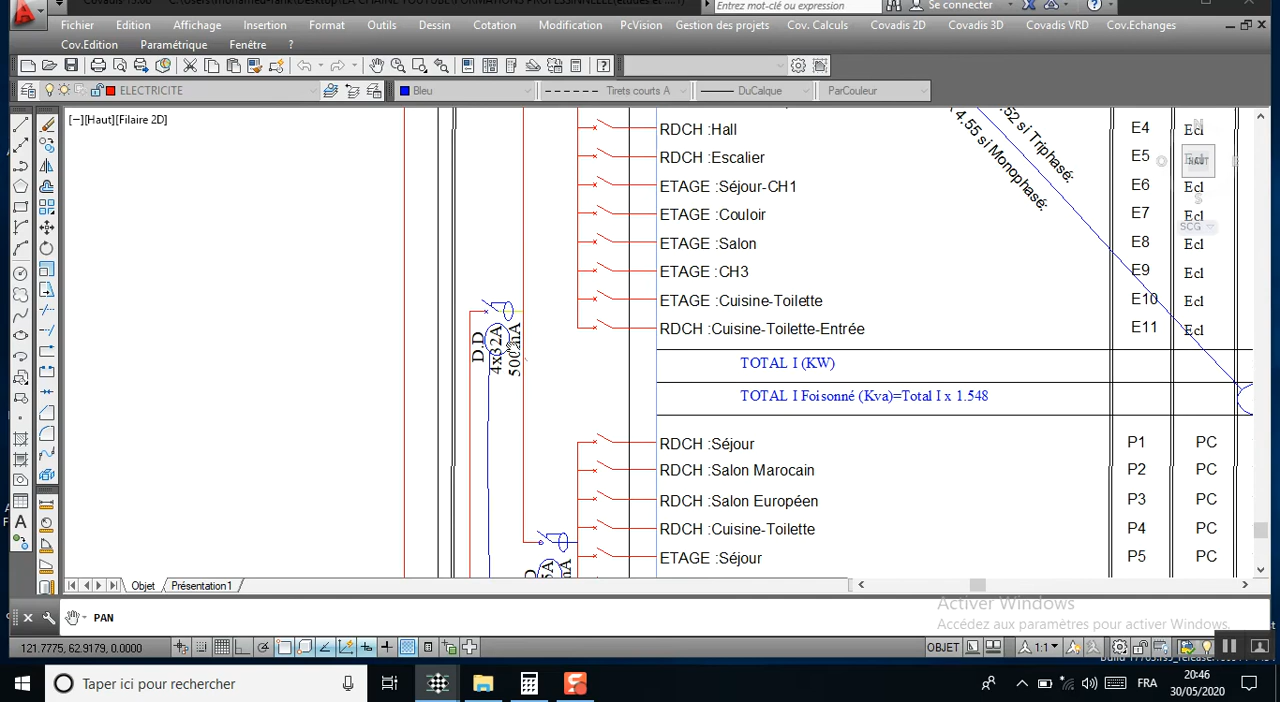 Covadis 15.0b
Entrez mot-clé ou expression
Se connecter
Fichier Edition Affichage Insertion Format Outils Dessin Cotation Modification PcVision Gestion des projets Cov. Calculs Covadis 2D Covadis 3D Covadis VRD Cov.Echanges
Cov.Edition Paramétrique Fenêtre ?
ELECTRICITE Bleu Tirets courts A DuCalque ParCouleur
[−][Haut][Filaire 2D]
RDCH :Hall E4 Ecl
RDCH :Escalier E5 Ecl
ETAGE :Séjour-CH1 E6 Ecl
ETAGE :Couloir E7 Ecl
ETAGE :Salon E8 Ecl
ETAGE :CH3 E9 Ecl
ETAGE :Cuisine-Toilette E10 Ecl
RDCH :Cuisine-Toilette-Entrée E11 Ecl
.52 si Triphasé:
4.55 si Monophasé:
N
HAUT
S
SCG
D.D
4x32A
500mA
TOTAL I (KW)
TOTAL I Foisonné (Kva)=Total I x 1.548
RDCH :Séjour P1 PC
RDCH :Salon Marocain P2 PC
RDCH :Salon Européen P3 PC
RDCH :Cuisine-Toilette P4 PC
ETAGE :Séjour P5 PC
Objet Présentation1
Activer Windows
Accédez aux paramètres pour activer Windows.
PAN
121.7775, 62.9179, 0.0000
OBJET 1:1
Taper ici pour rechercher
FRA
20:46
30/05/2020